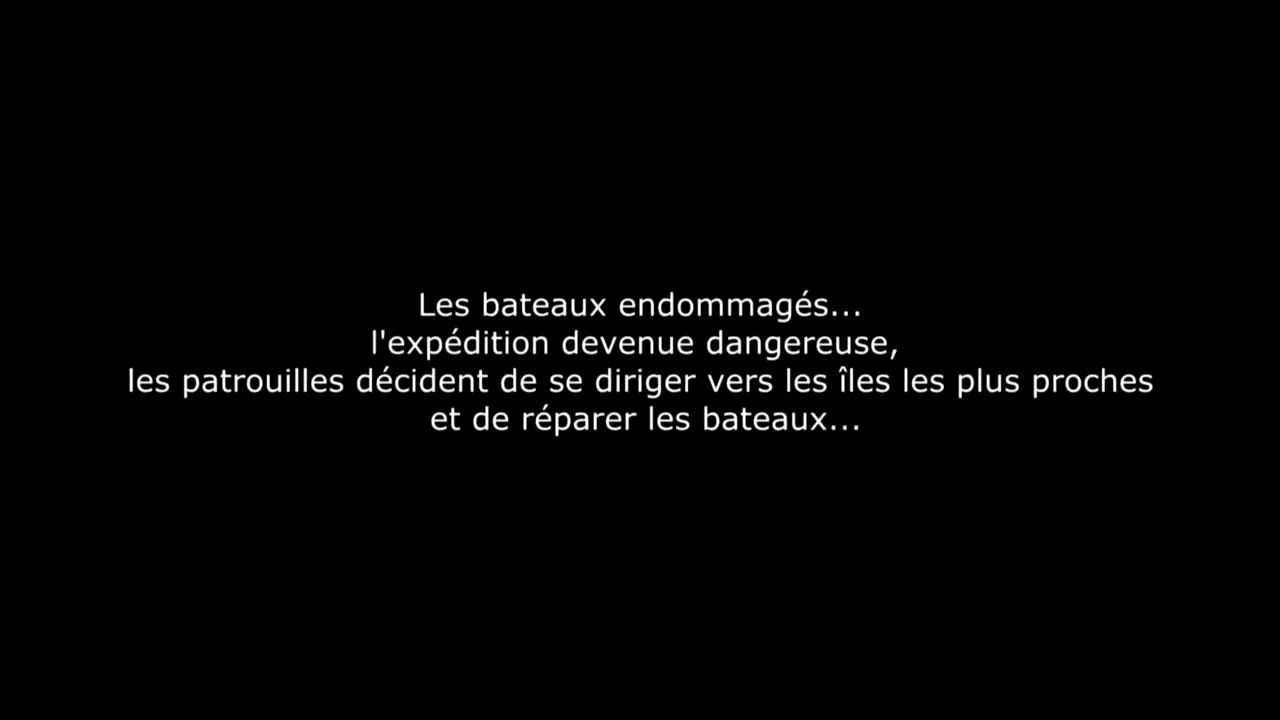 Les bateaux endommagés...
l'expédition devenue dangereuse,
les patrouilles décident de se diriger vers les îles les plus proches
et de réparer les bateaux...